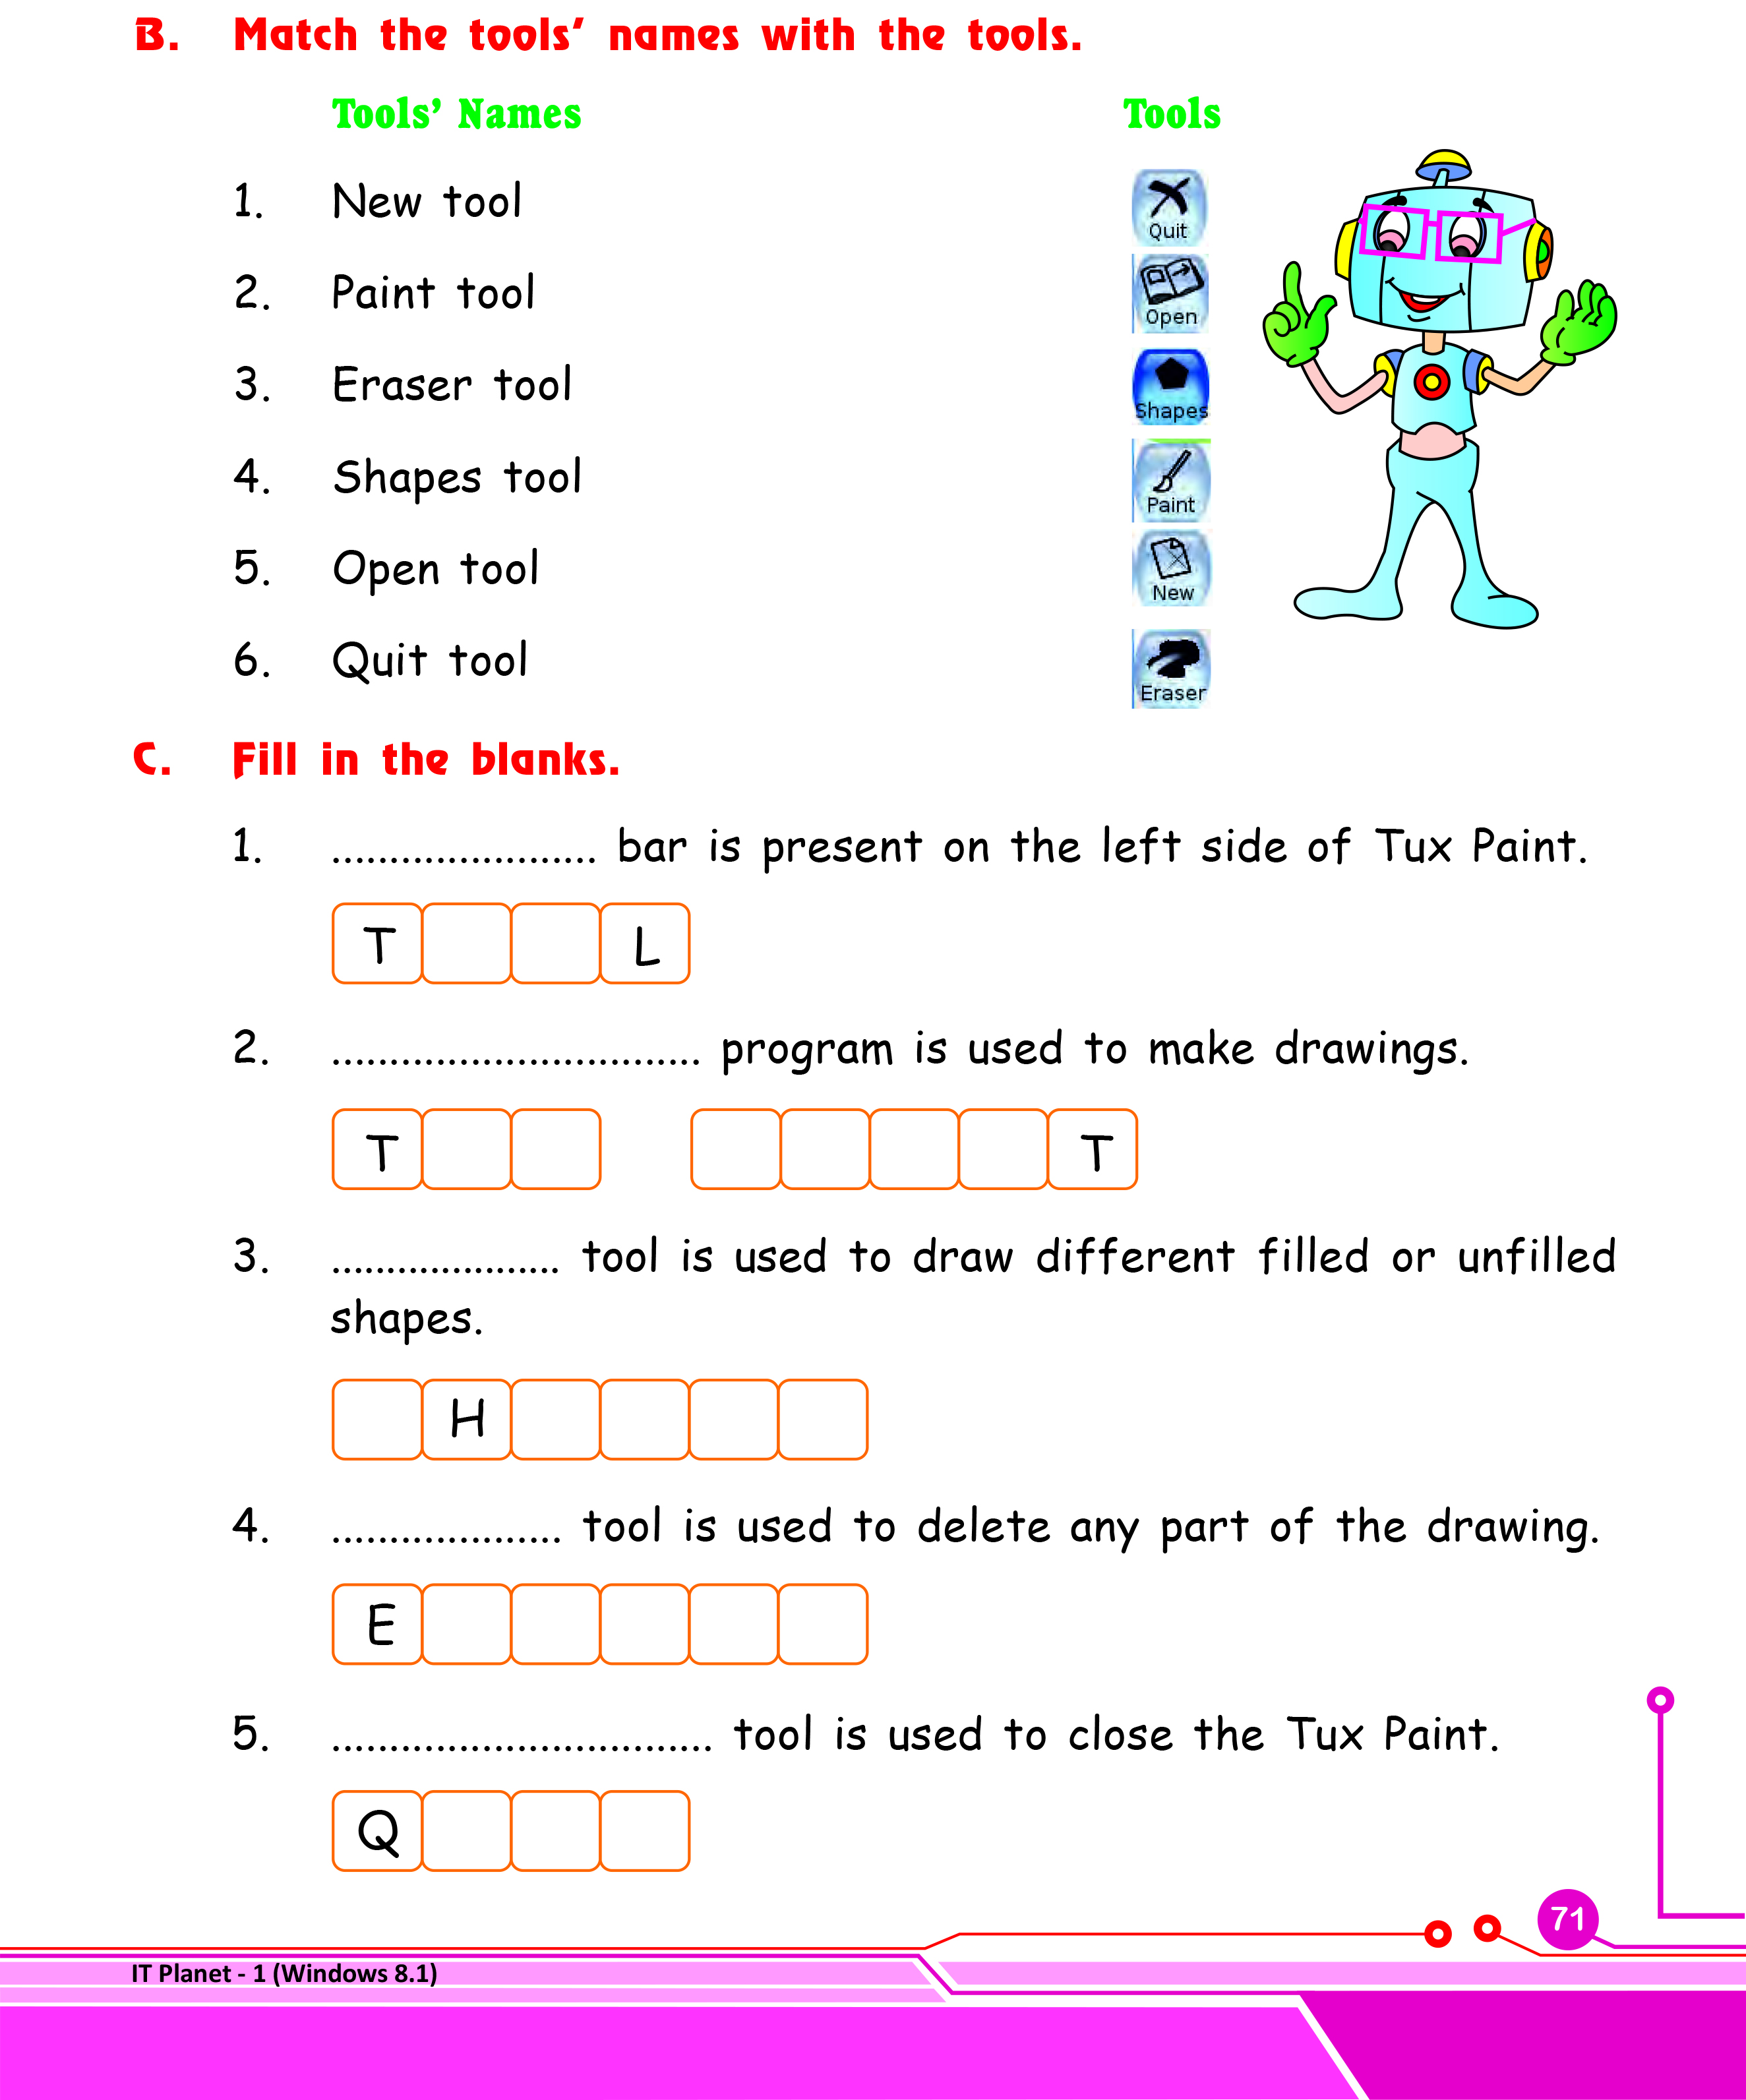 B. Match the tools’ names with the tools.
Tools’ Names Tools
1. New tool
Quit
2. Paint tool
Open
3. Eraser tool
Shapes
4. Shapes tool
Paint
5. Open tool
New
6. Quit tool
Eraser
C. Fill in the blanks.
1. ....................... bar is present on the left side of Tux Paint.
T L
2. ................................ program is used to make drawings.
T T
3. .................... tool is used to draw different filled or unfilled
shapes.
H
4. .................... tool is used to delete any part of the drawing.
E
5. ................................. tool is used to close the Tux Paint.
Q
71
IT Planet - 1 (Windows 8.1)